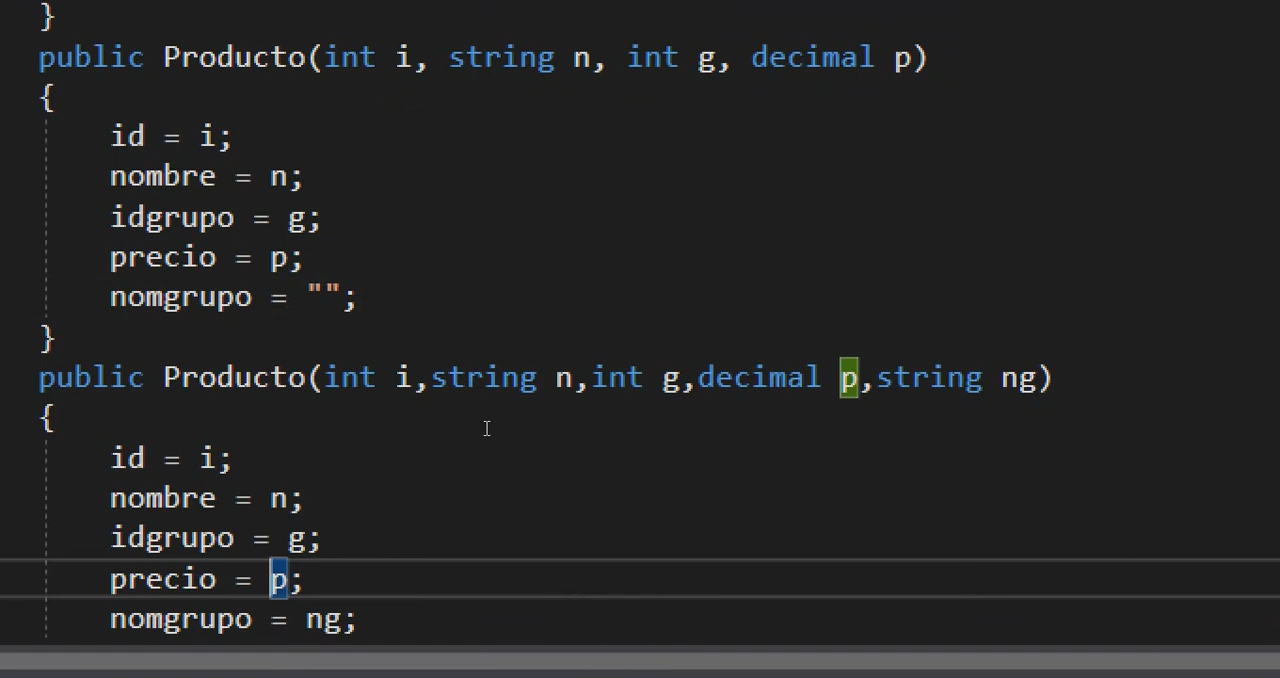 }
public Producto(int i, string n, int g, decimal p)
{
id = i;
nombre = n;
idgrupo = g;
precio = p;
nomgrupo = "";
}
public Producto(int i,string n,int g,decimal p,string ng)
{
id = i;
nombre = n;
idgrupo = g;
precio = p;
nomgrupo = ng;